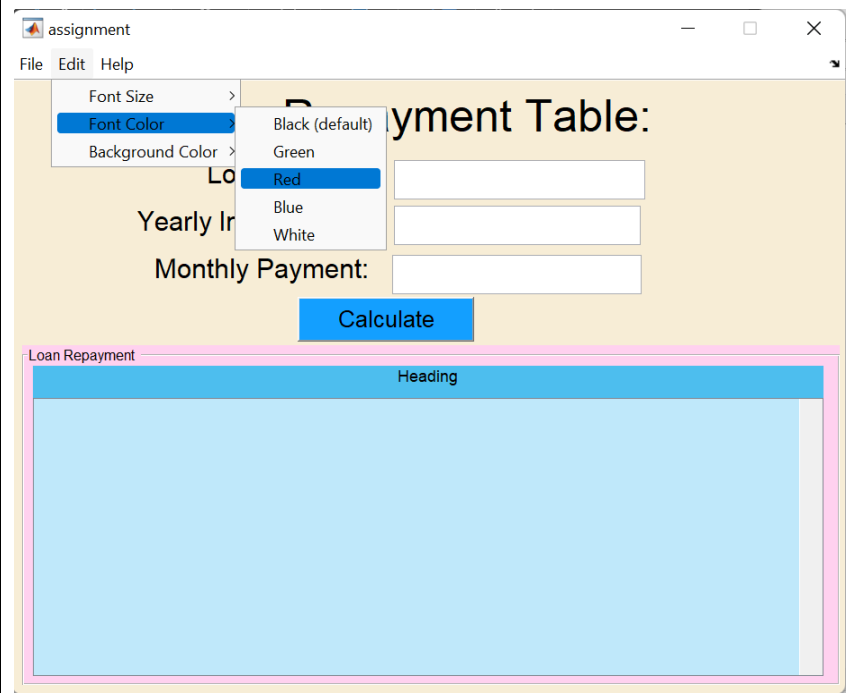 assignment
File Edit Help
Font Size
Font Color
Background Color
Black (default)
Green
Red
Blue
White
yment Table:
Lo
Yearly Ir
Monthly Payment:
Calculate
Loan Repayment
Heading